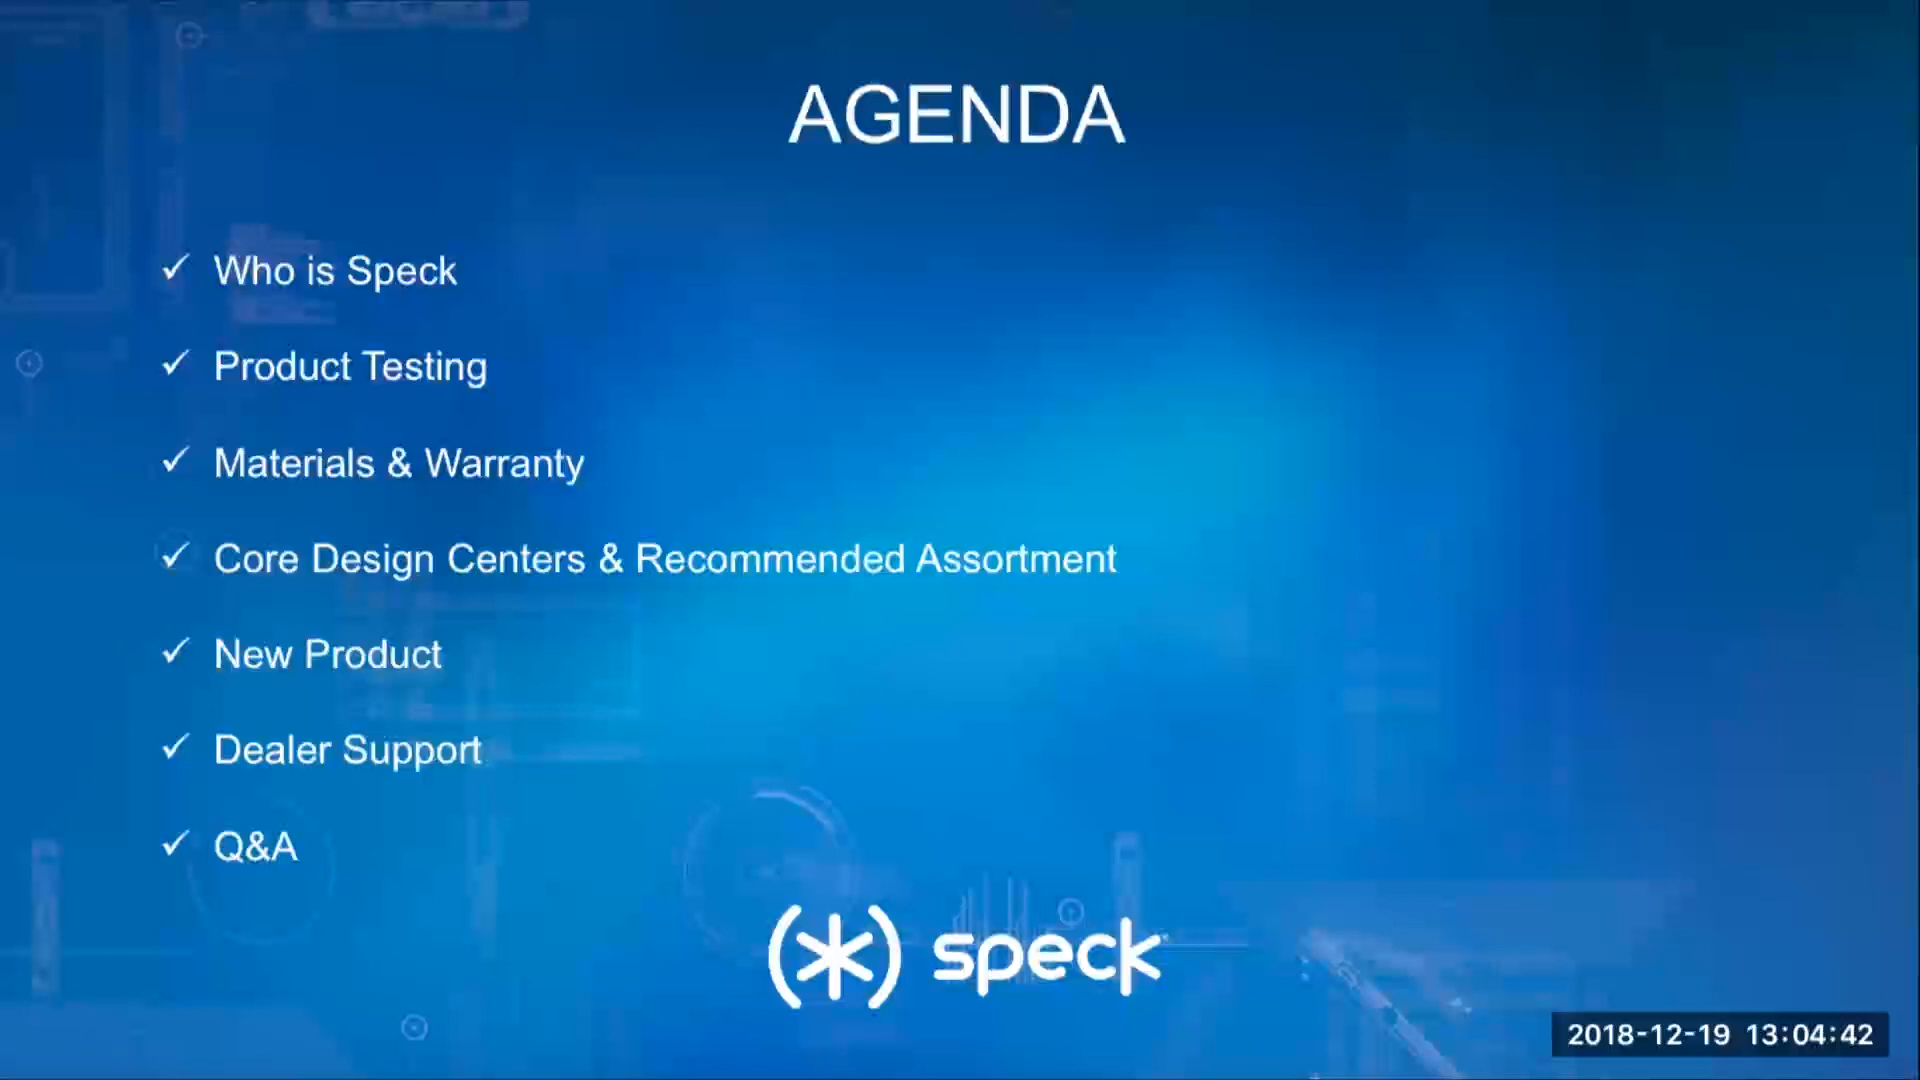 AGENDA
✓ Who is Speck
✓ Product Testing
✓ Materials & Warranty
✓ Core Design Centers & Recommended Assortment
✓ New Product
✓ Dealer Support
✓ Q&A
(*) speck
2018-12-19 13:04:42